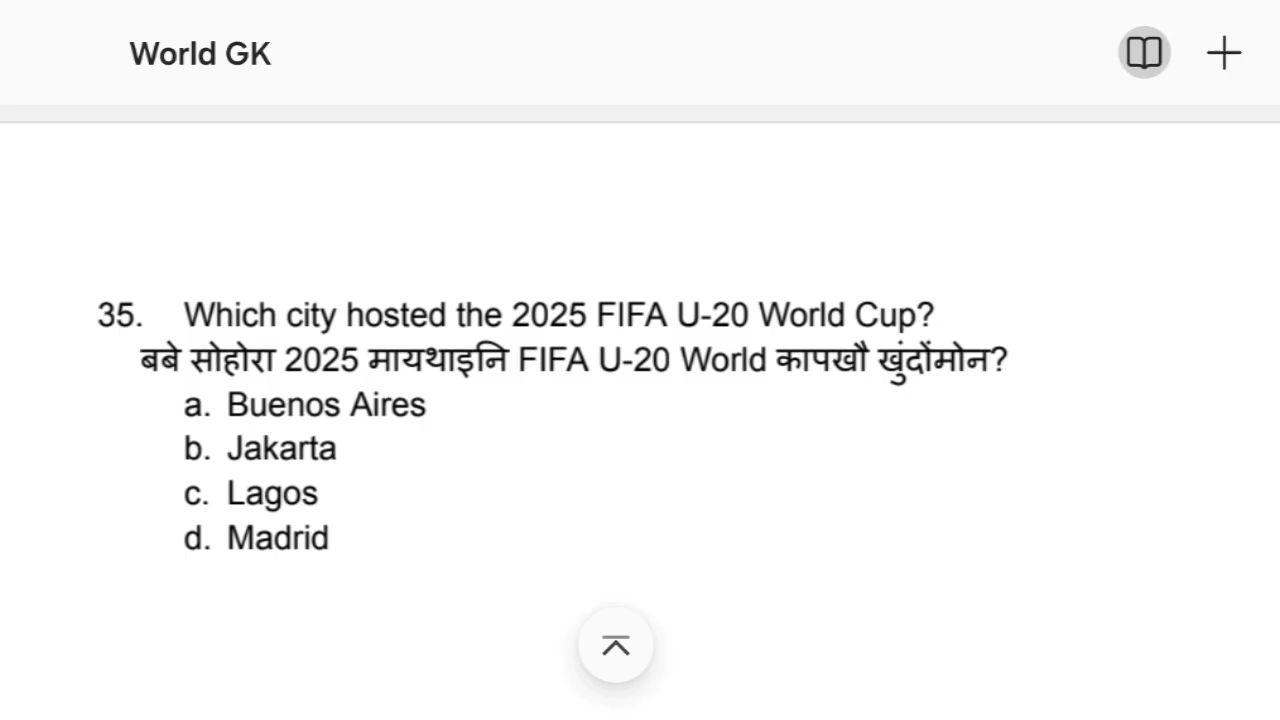 World GK
35. Which city hosted the 2025 FIFA U-20 World Cup?
बबे सोहोरा 2025 मायथाइनि FIFA U-20 World कापखौ खुंदोंमोन?
a. Buenos Aires
b. Jakarta
c. Lagos
d. Madrid